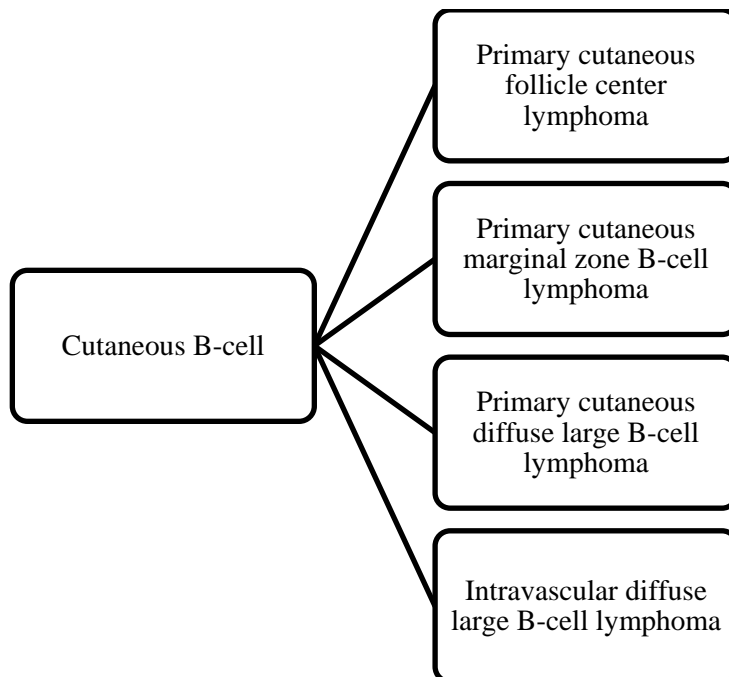 Primary cutaneous
follicle center
lymphoma
Primary cutaneous
marginal zone B-cell
lymphoma
Cutaneous B-cell
Primary cutaneous
diffuse large B-cell
lymphoma
Intravascular diffuse
large B-cell lymphoma